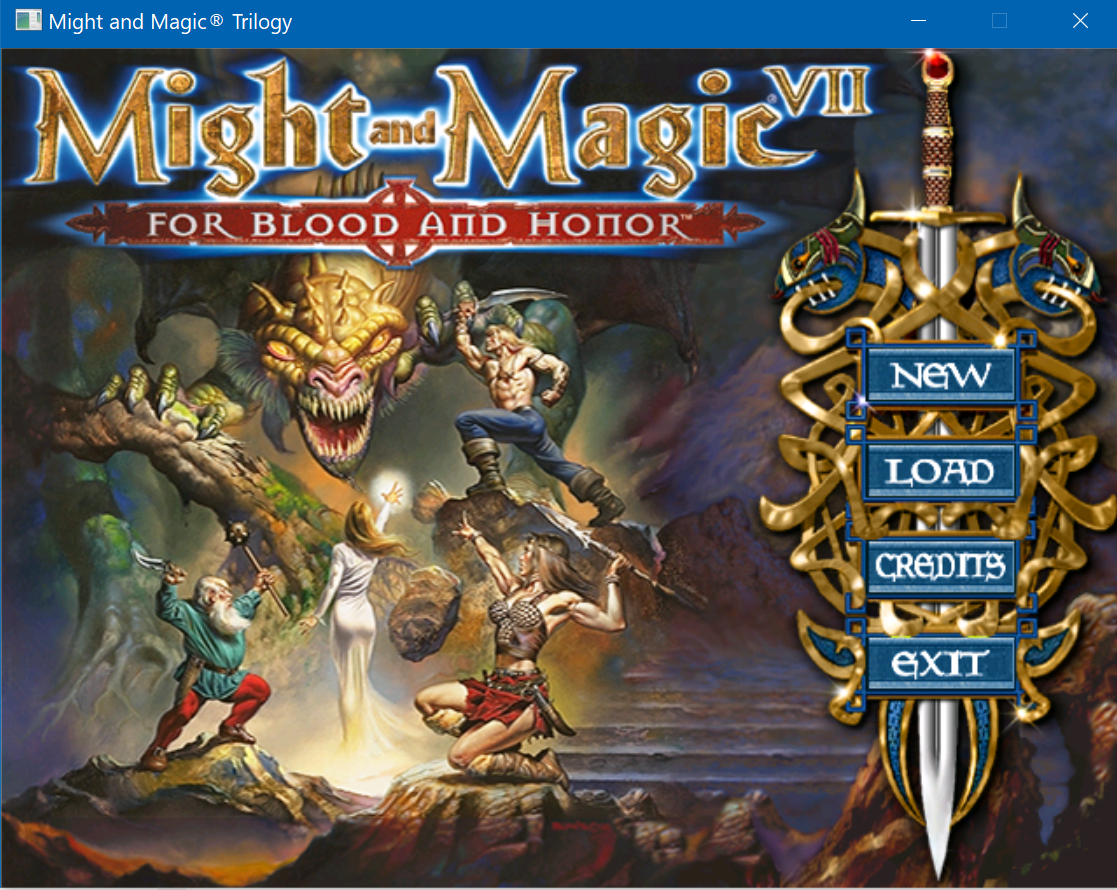 Might and Magic® Trilogy
Might and Magic® VII
FOR BLOOD AND HONOR™
NEW
LOAD
CREDITS
EXIT